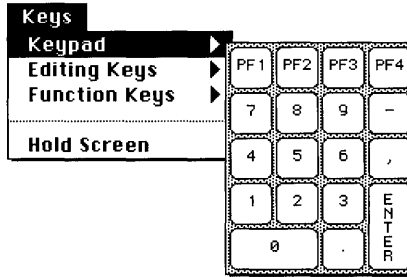 Keys
Keypad
Editing Keys
Function Keys
Hold Screen
PF1 PF2 PF3 PF4
7 8 9 -
4 5 6 ,
1 2 3 ENTER
0 .